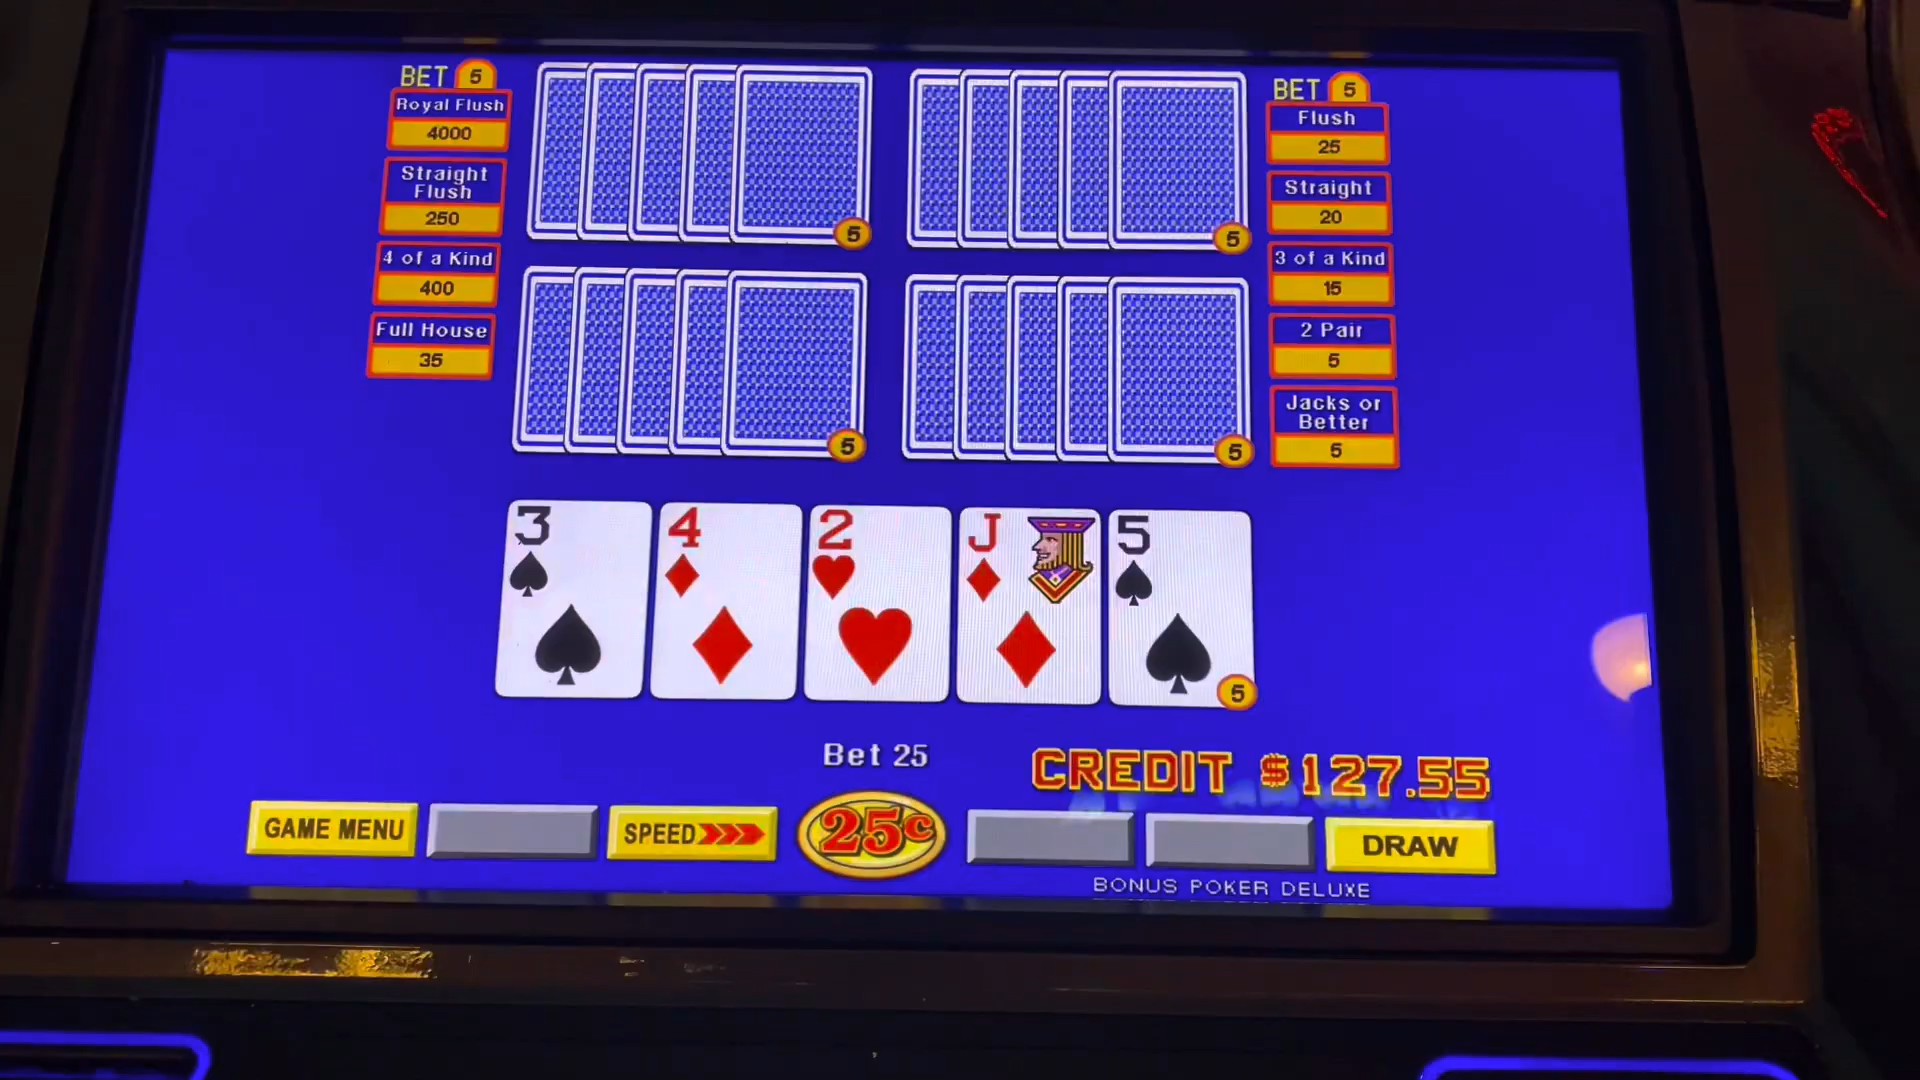 BET 5
Royal Flush
4000
Straight
Flush
250
4 of a Kind
400
Full House
35
5
5
5
5
BET 5
Flush
25
Straight
20
3 of a Kind
15
2 Pair
5
Jacks or
Better
5
3
4
2
J
5
5
Bet 25
CREDIT $127.55
GAME MENU
SPEED
25¢
DRAW
BONUS POKER DELUXE